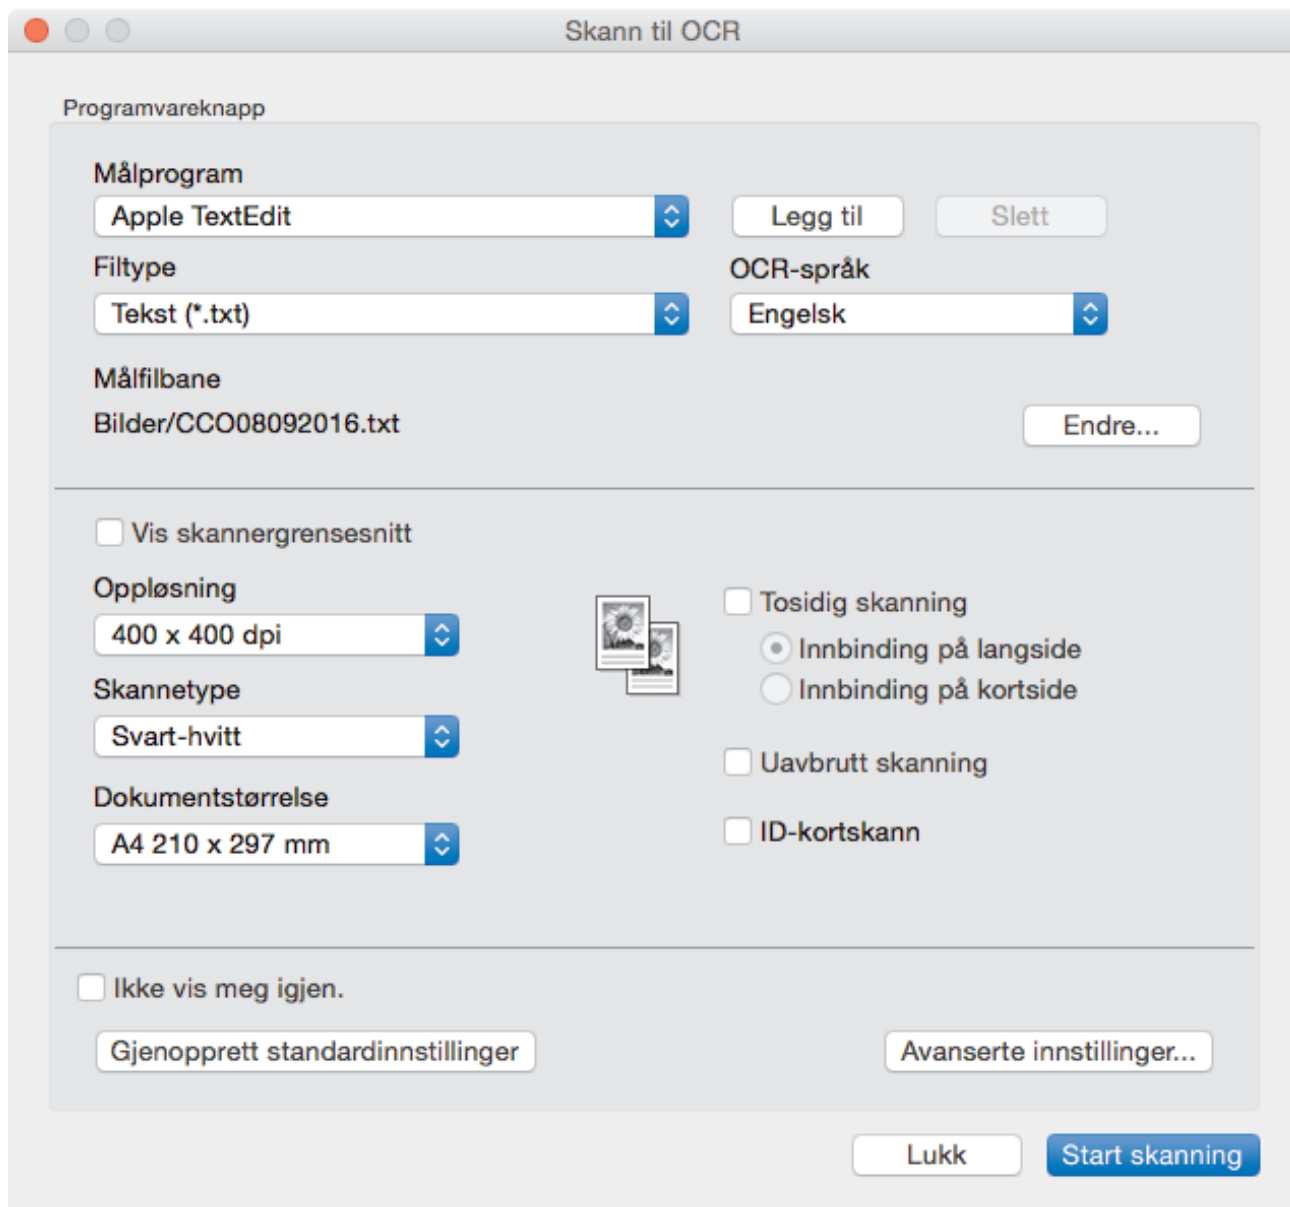 Skann til OCR
Programvareknapp
Målprogram
Apple TextEdit
Legg til
Slett
Filtype
OCR-språk
Tekst (*.txt)
Engelsk
Målfilbane
Bilder/CCO08092016.txt
Endre...
Vis skannergrensesnitt
Oppløsning
400 x 400 dpi
Skannetype
Svart-hvitt
Dokumentstørrelse
A4 210 x 297 mm
Tosidig skanning
Innbinding på langside
Innbinding på kortside
Uavbrutt skanning
ID-kortskann
Ikke vis meg igjen.
Gjenopprett standardinnstillinger
Avanserte innstillinger...
Lukk
Start skanning